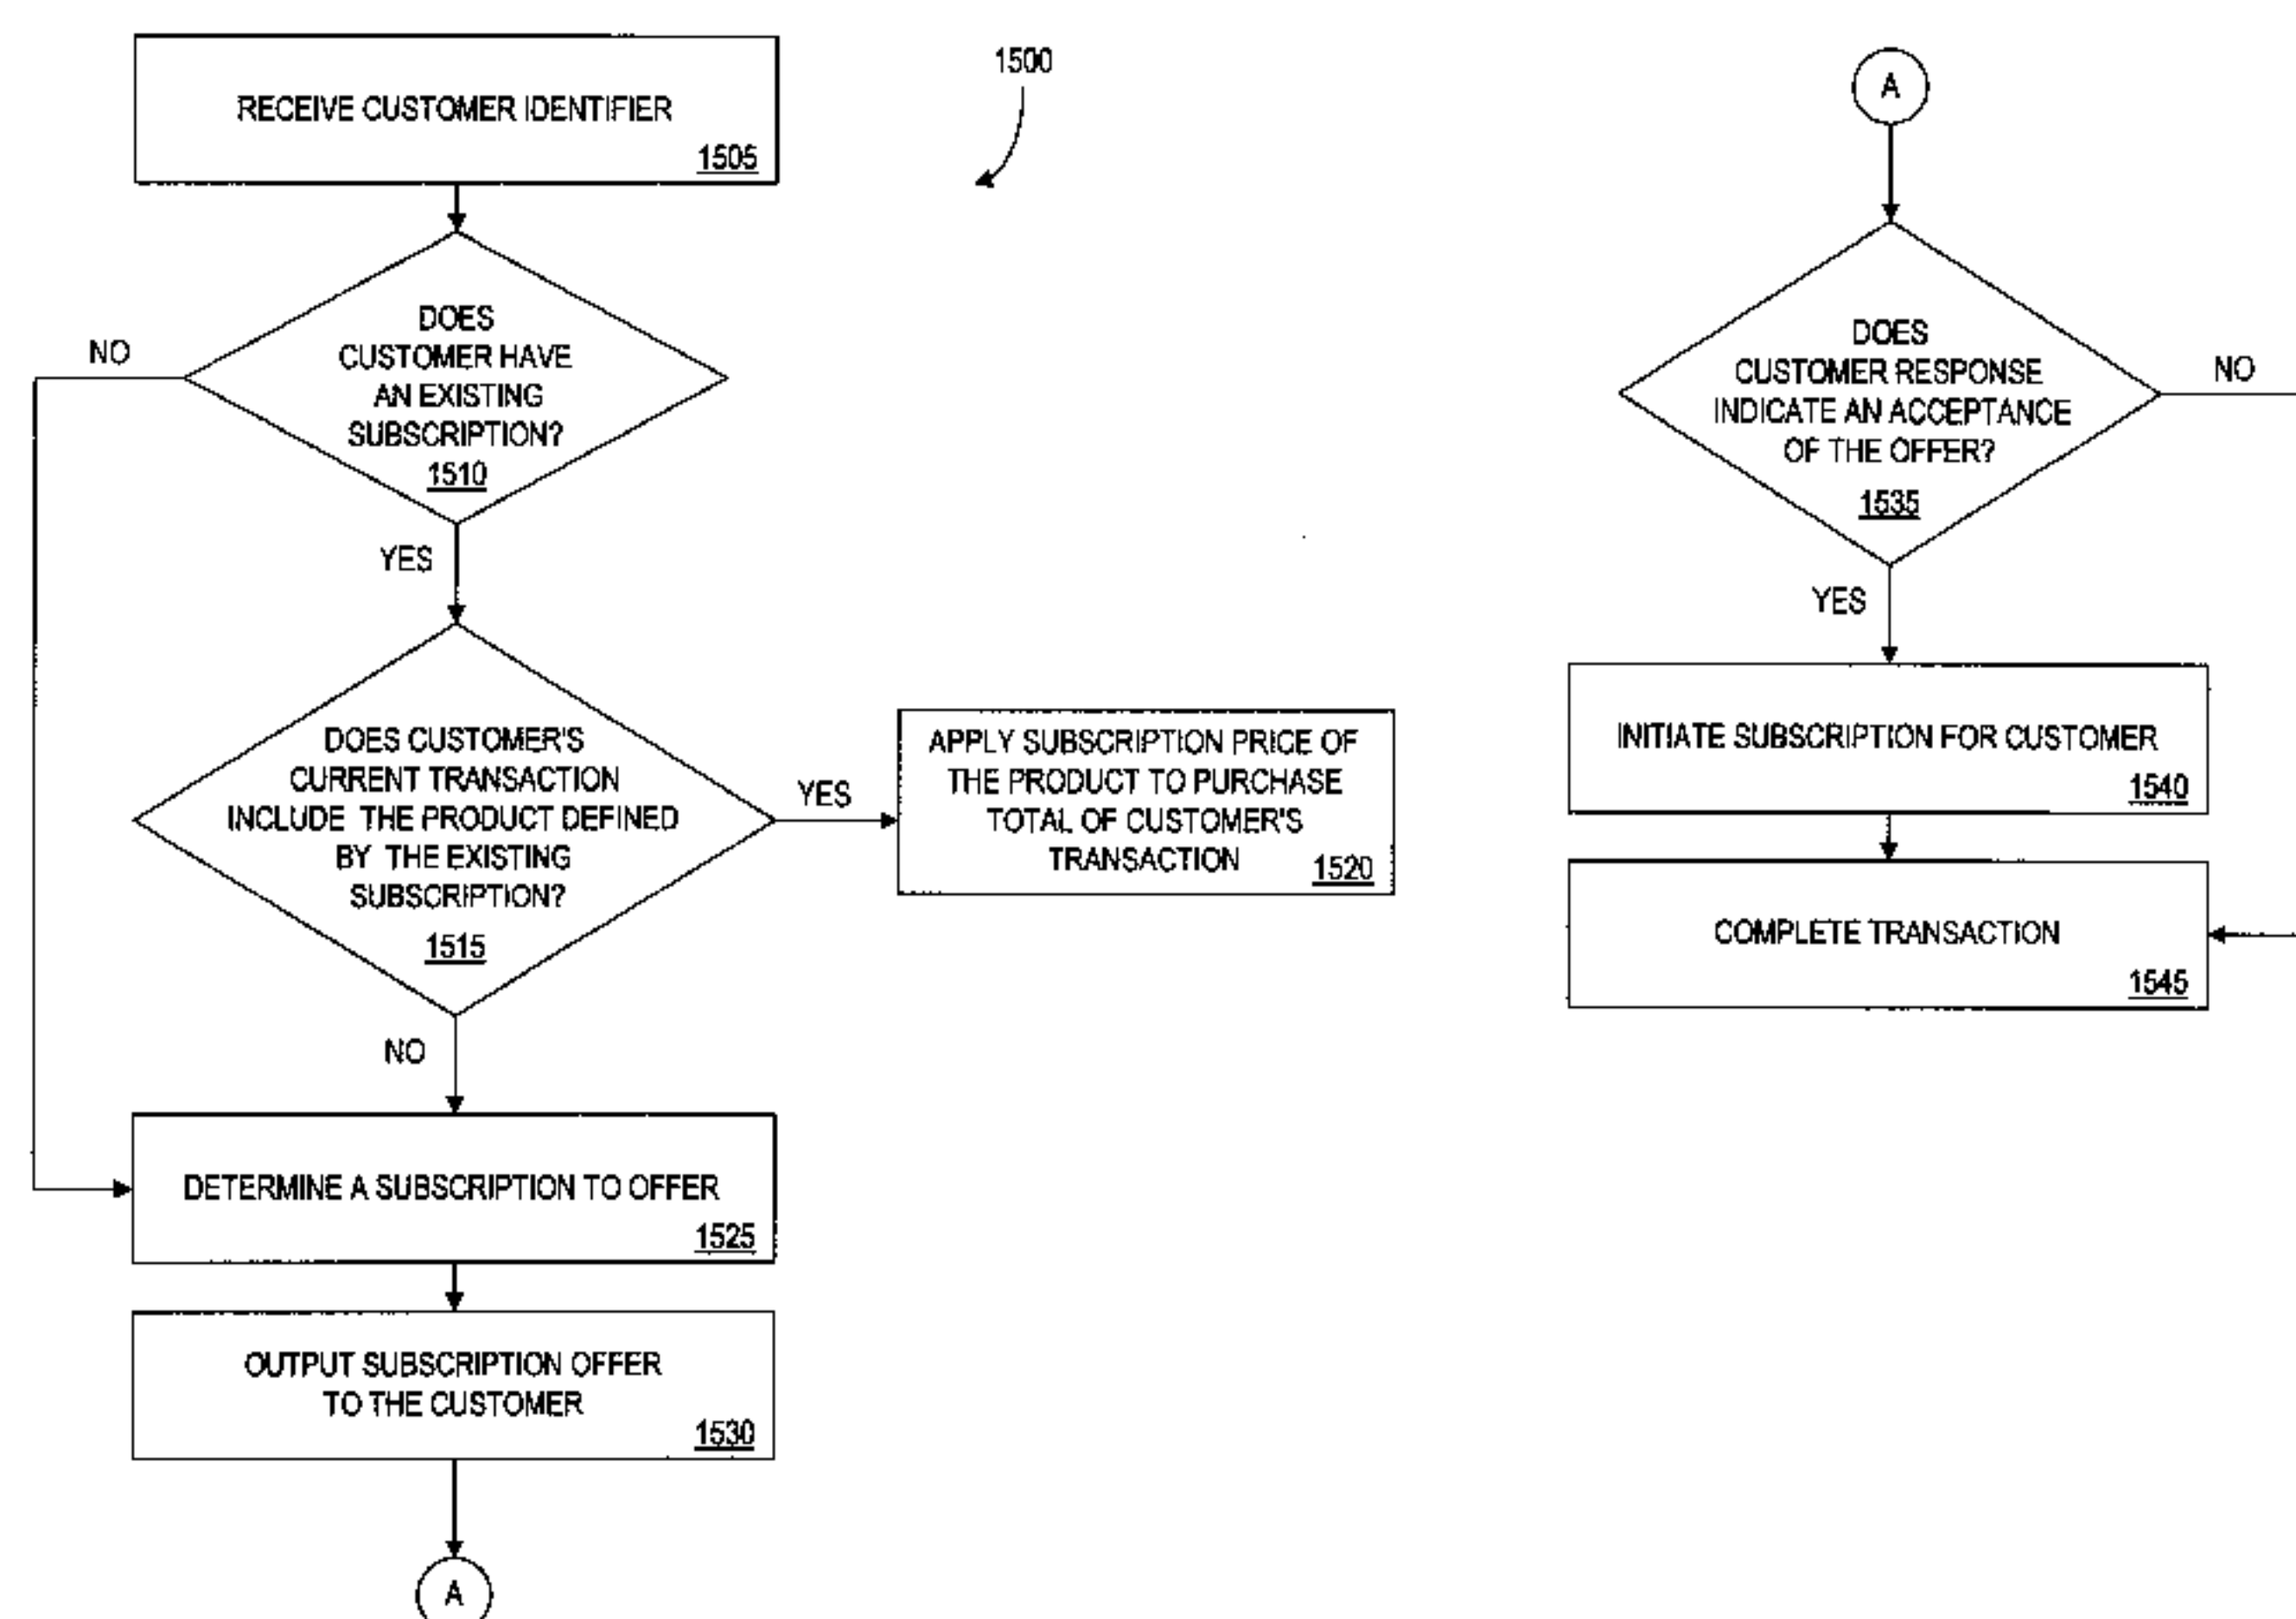 RECEIVE CUSTOMER IDENTIFIER
1505
1500
DOES
CUSTOMER HAVE
AN EXISTING
SUBSCRIPTION?
1510
NO
YES
DOES CUSTOMER'S
CURRENT TRANSACTION
INCLUDE THE PRODUCT DEFINED
BY THE EXISTING
SUBSCRIPTION?
1515
YES
APPLY SUBSCRIPTION PRICE OF
THE PRODUCT TO PURCHASE
TOTAL OF CUSTOMER'S
TRANSACTION
1520
NO
DETERMINE A SUBSCRIPTION TO OFFER
1525
OUTPUT SUBSCRIPTION OFFER
TO THE CUSTOMER
1530
A
A
DOES
CUSTOMER RESPONSE
INDICATE AN ACCEPTANCE
OF THE OFFER?
1535
NO
YES
INITIATE SUBSCRIPTION FOR CUSTOMER
1540
COMPLETE TRANSACTION
1545